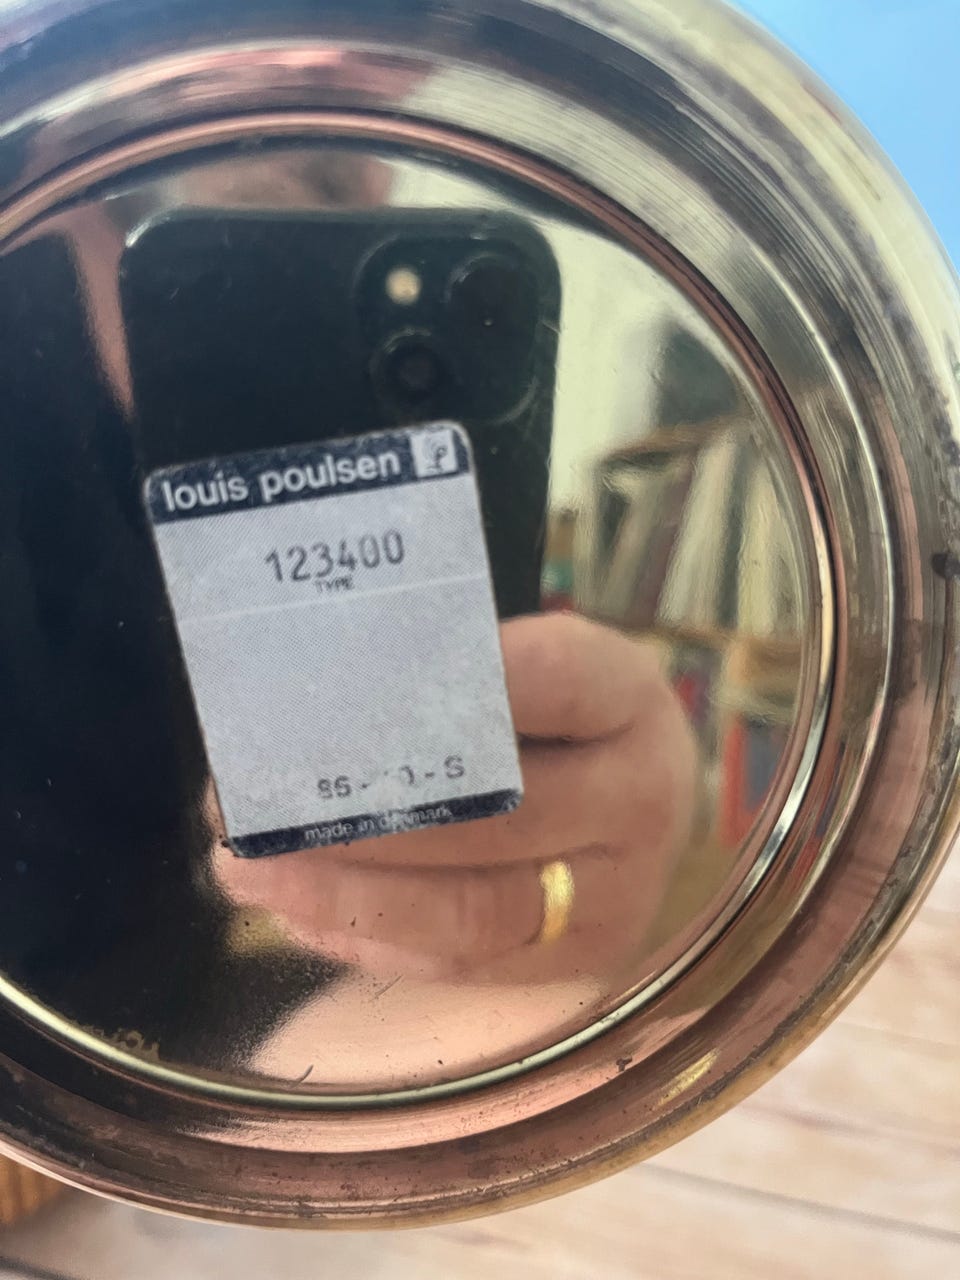 louis poulsen
123400
TYPE
made in denmark